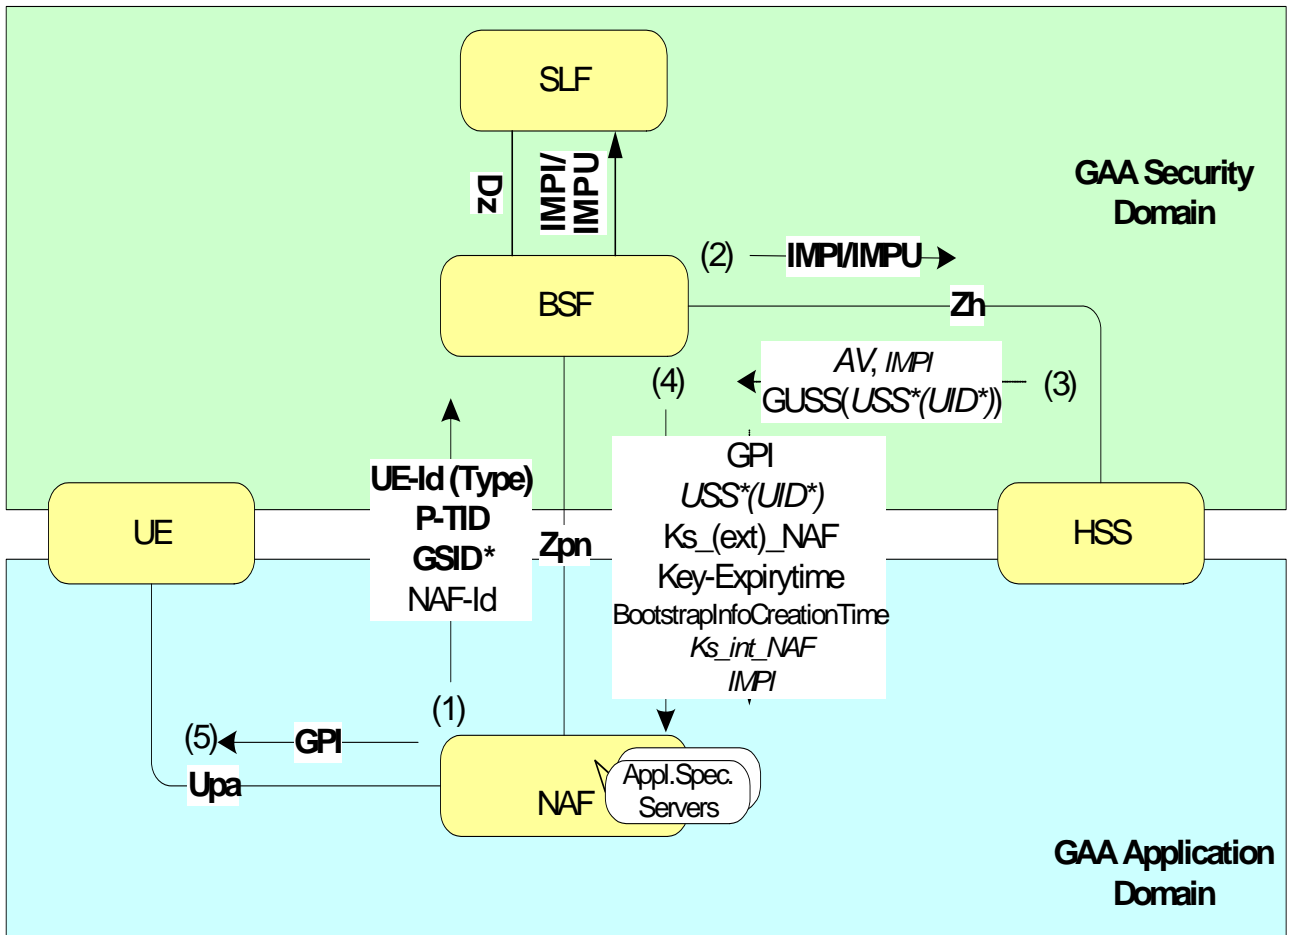 SLF
Dz
IMPI/
IMPU
GAA Security
Domain
(2)
IMPI/IMPU
BSF
Zh
(4)
AV, IMPI
GUSS(USS*(UID*))
(3)
UE-Id (Type)
P-TID
GSID*
NAF-Id
GPI
USS*(UID*)
Ks_(ext)_NAF
Key-Expirytime
BootstrapInfoCreationTime
Ks_int_NAF
IMPI
UE
Zpn
HSS
(1)
(5)
GPI
Upa
NAF
Appl.Spec.
Servers
GAA Application
Domain